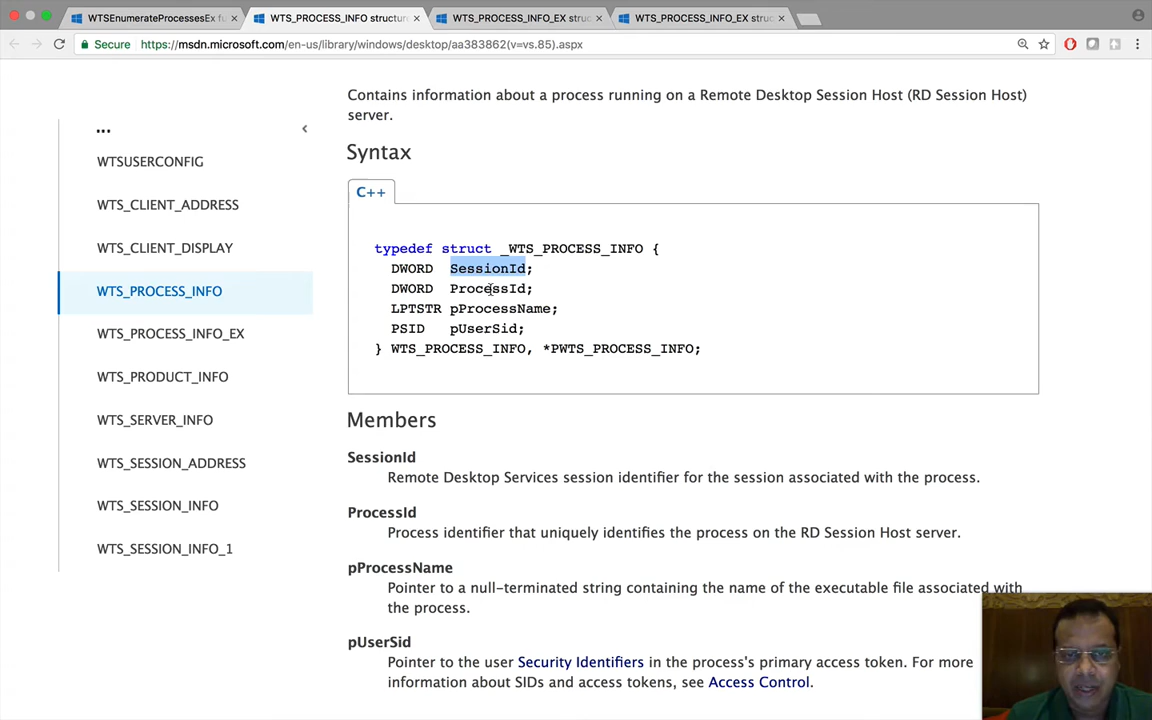 WTSEnumerateProcessesEx fu
WTS_PROCESS_INFO structure
WTS_PROCESS_INFO_EX struc
WTS_PROCESS_INFO_EX struc
Secure
https://msdn.microsoft.com/en-us/library/windows/desktop/aa383862(v=vs.85).aspx
Contains information about a process running on a Remote Desktop Session Host (RD Session Host)
server.
...
WTSUSERCONFIG
WTS_CLIENT_ADDRESS
WTS_CLIENT_DISPLAY
WTS_PROCESS_INFO
WTS_PROCESS_INFO_EX
WTS_PRODUCT_INFO
WTS_SERVER_INFO
WTS_SESSION_ADDRESS
WTS_SESSION_INFO
WTS_SESSION_INFO_1
Syntax
C++
typedef struct _WTS_PROCESS_INFO {
DWORD SessionId;
DWORD ProcessId;
LPTSTR pProcessName;
PSID pUserSid;
} WTS_PROCESS_INFO, *PWTS_PROCESS_INFO;
Members
SessionId
Remote Desktop Services session identifier for the session associated with the process.
ProcessId
Process identifier that uniquely identifies the process on the RD Session Host server.
pProcessName
Pointer to a null-terminated string containing the name of the executable file associated with
the process.
pUserSid
Pointer to the user Security Identifiers in the process's primary access token. For more
information about SIDs and access tokens, see Access Control.